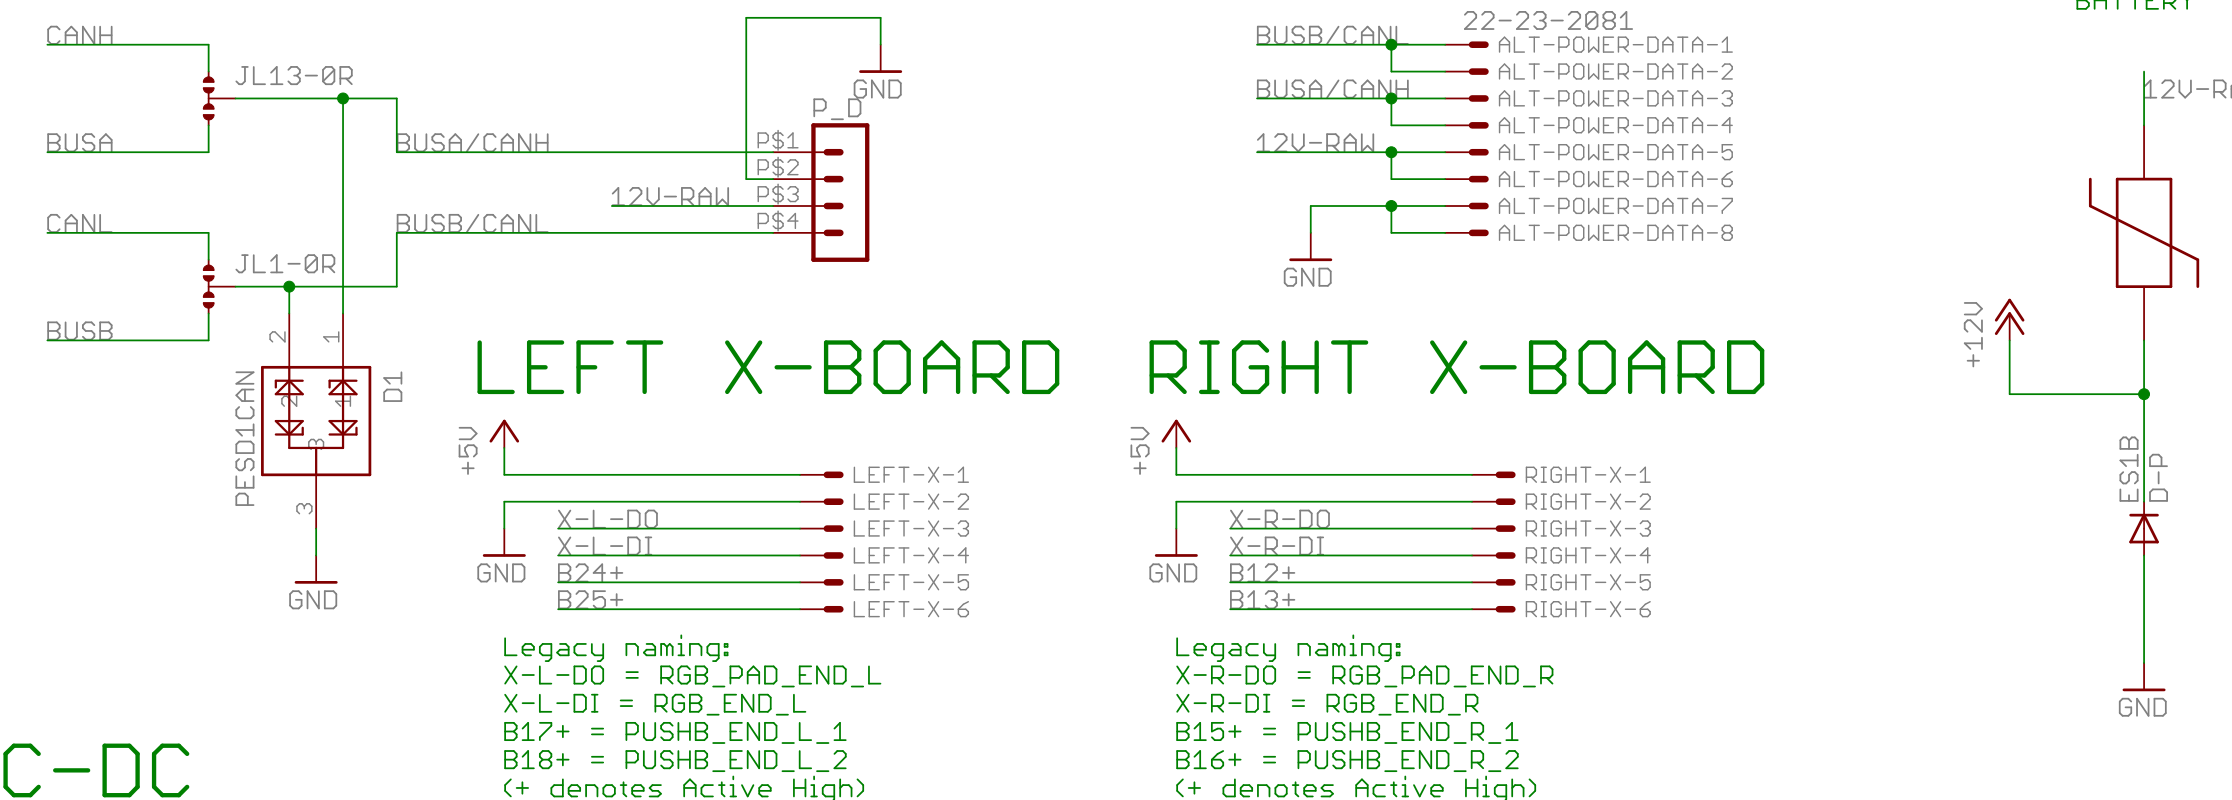 CANH
JL13-0R
BUSA
CANL
JL1-0R
BUSB
BUSA/CANH
12V-RAW
BUSB/CANL
GND
P_D
P$1
P$2
P$3
P$4
2
1
PESD1CAN
D1
2
1
3
3
GND
22-23-2081
BUSB/CANL
BUSA/CANH
12V-RAW
GND
ALT-POWER-DATA-1
ALT-POWER-DATA-2
ALT-POWER-DATA-3
ALT-POWER-DATA-4
ALT-POWER-DATA-5
ALT-POWER-DATA-6
ALT-POWER-DATA-7
ALT-POWER-DATA-8
LEFT X-BOARD
+5V
GND
X-L-DO
X-L-DI
B24+
B25+
LEFT-X-1
LEFT-X-2
LEFT-X-3
LEFT-X-4
LEFT-X-5
LEFT-X-6
Legacy naming:
X-L-DO = RGB_PAD_END_L
X-L-DI = RGB_END_L
B17+ = PUSHB_END_L_1
B18+ = PUSHB_END_L_2
(+ denotes Active High)
RIGHT X-BOARD
+5V
GND
X-R-DO
X-R-DI
B12+
B13+
RIGHT-X-1
RIGHT-X-2
RIGHT-X-3
RIGHT-X-4
RIGHT-X-5
RIGHT-X-6
Legacy naming:
X-R-DO = RGB_PAD_END_R
X-R-DI = RGB_END_R
B15+ = PUSHB_END_R_1
B16+ = PUSHB_END_R_2
(+ denotes Active High)
BATTERY
12V-R
+12V
ES1B
D-P
GND
C-DC